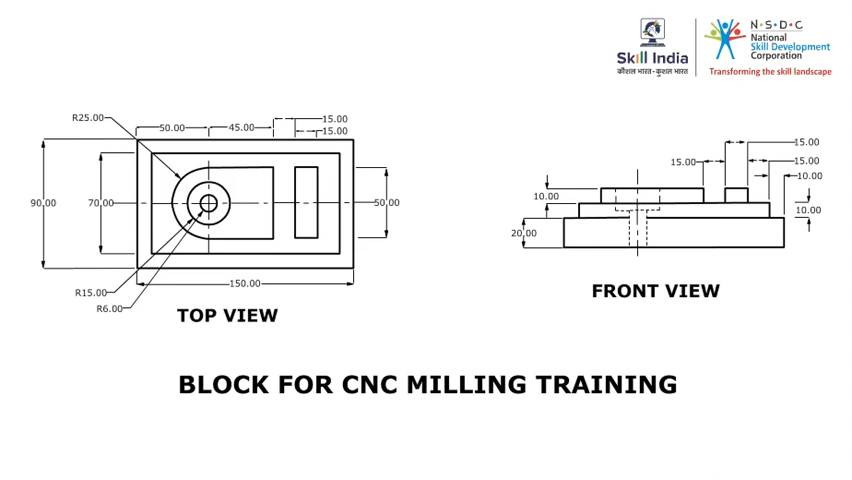 N·S·D·C
National
Skill Development
Corporation
Transforming the skill landscape
Skill India
कौशल भारत-कुशल भारत
R25.00
50.00
45.00
15.00
15.00
90.00
70.00
50.00
150.00
R15.00
R6.00
TOP VIEW
15.00
15.00
15.00
10.00
10.00
10.00
20.00
FRONT VIEW
BLOCK FOR CNC MILLING TRAINING